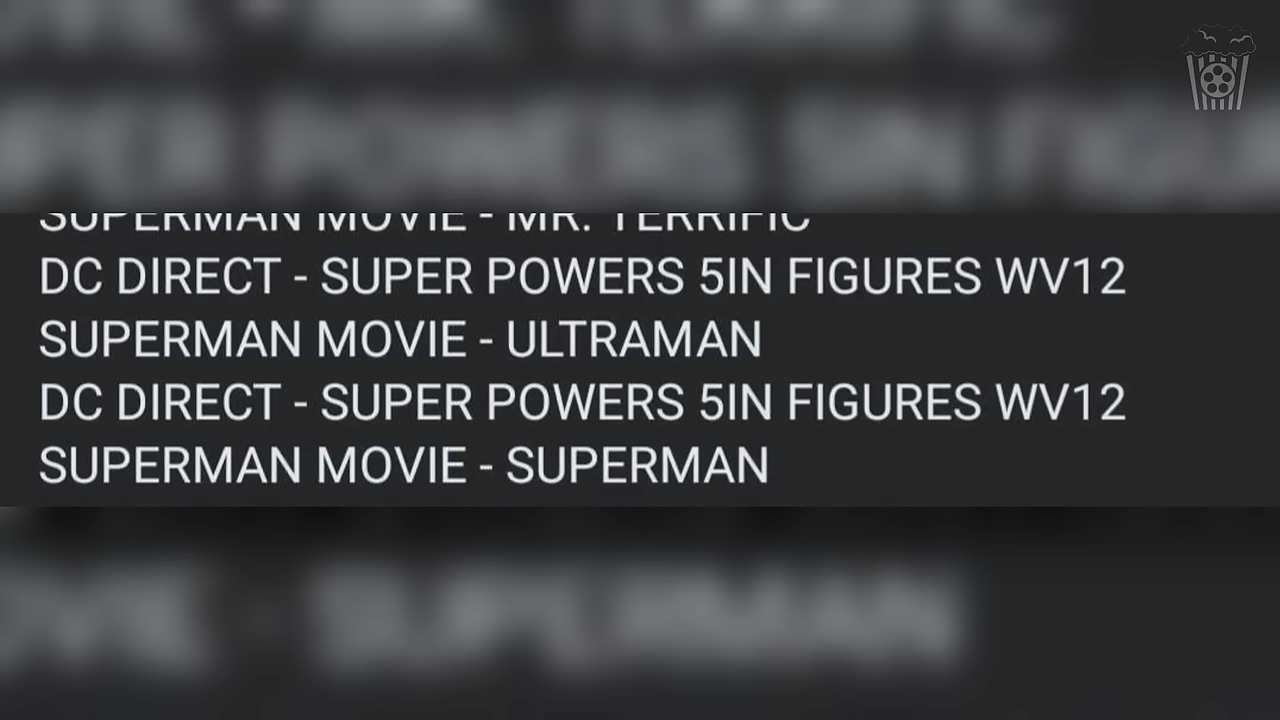 SUPERMAN MOVIE - MR. TERRIFIC
DC DIRECT - SUPER POWERS 5IN FIGURES WV12
SUPERMAN MOVIE - ULTRAMAN
DC DIRECT - SUPER POWERS 5IN FIGURES WV12
SUPERMAN MOVIE - SUPERMAN